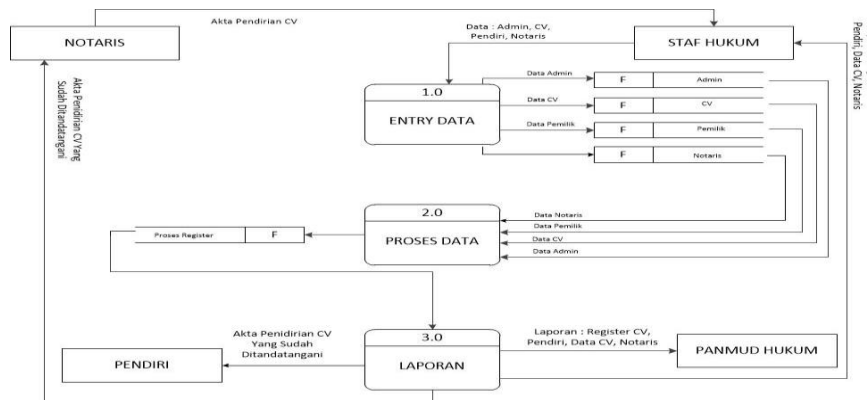 Akta Pendirian CV
NOTARIS
Data : Admin, CV,
Pendiri, Notaris
STAF HUKUM
Pendiri, Data CV, Notaris
Akta Penidirian CV Yang
Sudah Ditandatangani
1.0
ENTRY DATA
Data Admin
F
Admin
Data CV
F
CV
Data Pemilik
F
Pemilik
F
Notaris
2.0
PROSES DATA
Data Notaris
Data Pemilik
Data CV
Data Admin
Proses Register
F
3.0
LAPORAN
Akta Penidirian CV
Yang Sudah
Ditandatangani
PENDIRI
Laporan : Register CV,
Pendiri, Data CV, Notaris
PANMUD HUKUM